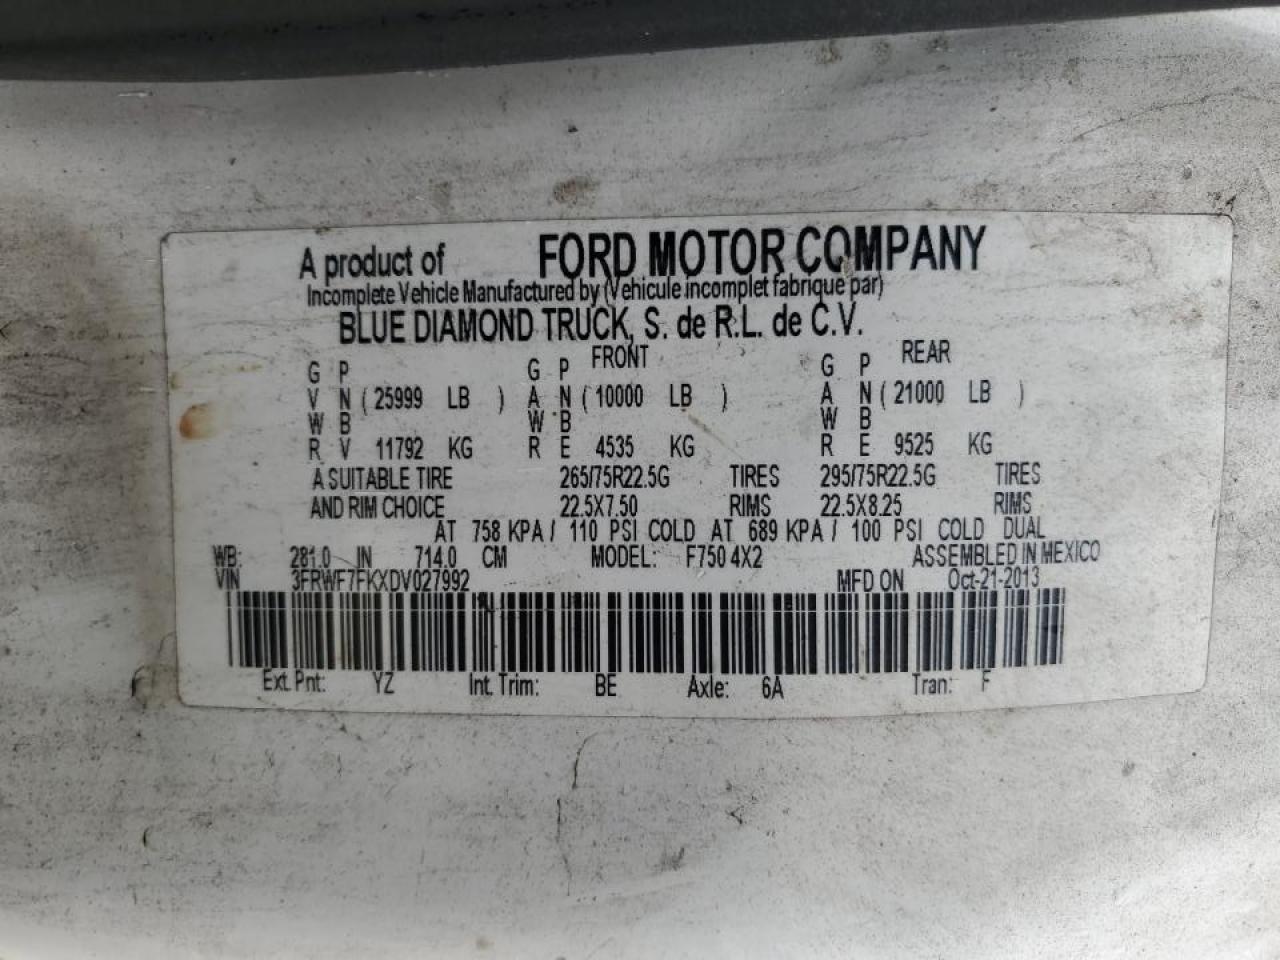 A product of FORD MOTOR COMPANY
Incomplete Vehicle Manufactured by (Vehicule incomplet fabrique par)
BLUE DIAMOND TRUCK, S. de R.L. de C.V.
FRONT REAR
G P G P G P
V N ( 25999 LB ) A N ( 10000 LB ) A N ( 21000 LB )
W B W B W B
R V 11792 KG R E 4535 KG R E 9525 KG
A SUITABLE TIRE 265/75R22.5G TIRES 295/75R22.5G TIRES
AND RIM CHOICE 22.5X7.50 RIMS 22.5X8.25 RIMS
AT 758 KPA / 110 PSI COLD AT 689 KPA / 100 PSI COLD DUAL
WB: 281.0 IN 714.0 CM MODEL: F750 4X2 ASSEMBLED IN MEXICO
VIN 3FRWF7FKXDV027992 MFD ON Oct-21-2013
Ext. Pnt: YZ Int. Trim: BE Axle: 6A Tran: F